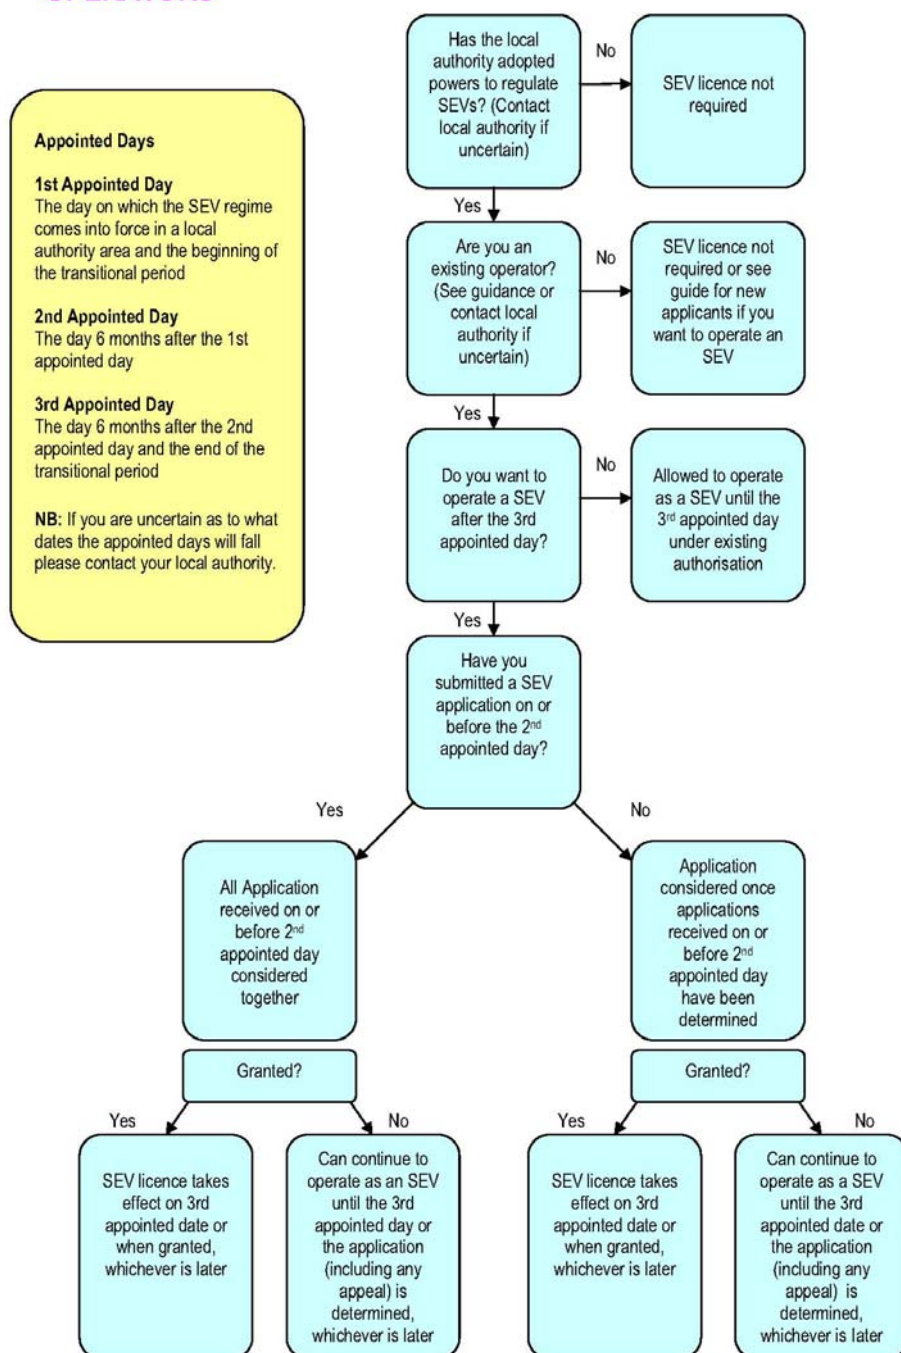 Has the local
authority adopted
powers to regulate
SEVs? (Contact
local authority if
uncertain)
No
SEV licence not
required
Appointed Days
1st Appointed Day
The day on which the SEV regime
comes into force in a local
authority area and the beginning of
the transitional period
2nd Appointed Day
The day 6 months after the 1st
appointed day
3rd Appointed Day
The day 6 months after the 2nd
appointed day and the end of the
transitional period
NB: If you are uncertain as to what
dates the appointed days will fall
please contact your local authority.
Yes
Are you an
existing operator?
(See guidance or
contact local
authority if
uncertain)
No
SEV licence not
required or see
guide for new
applicants if you
want to operate an
SEV
Yes
Do you want to
operate a SEV
after the 3rd
appointed day?
No
Allowed to operate
as a SEV until the
3rd appointed day
under existing
authorisation
Yes
Have you
submitted a SEV
application on or
before the 2nd
appointed day?
Yes
No
All Application
received on or
before 2nd
appointed day
considered
together
Application
considered once
applications
received on or
before 2nd
appointed day
have been
determined
Granted?
Granted?
Yes
No
Yes
No
SEV licence takes
effect on 3rd
appointed date or
when granted,
whichever is later
Can continue to
operate as an SEV
until the 3rd
appointed day or
the application
(including any
appeal) is
determined,
whichever is later
SEV licence takes
effect on 3rd
appointed date or
when granted,
whichever is later
Can continue to
operate as a SEV
until the 3rd
appointed date or
the application
(including any
appeal) is
determined,
whichever is later